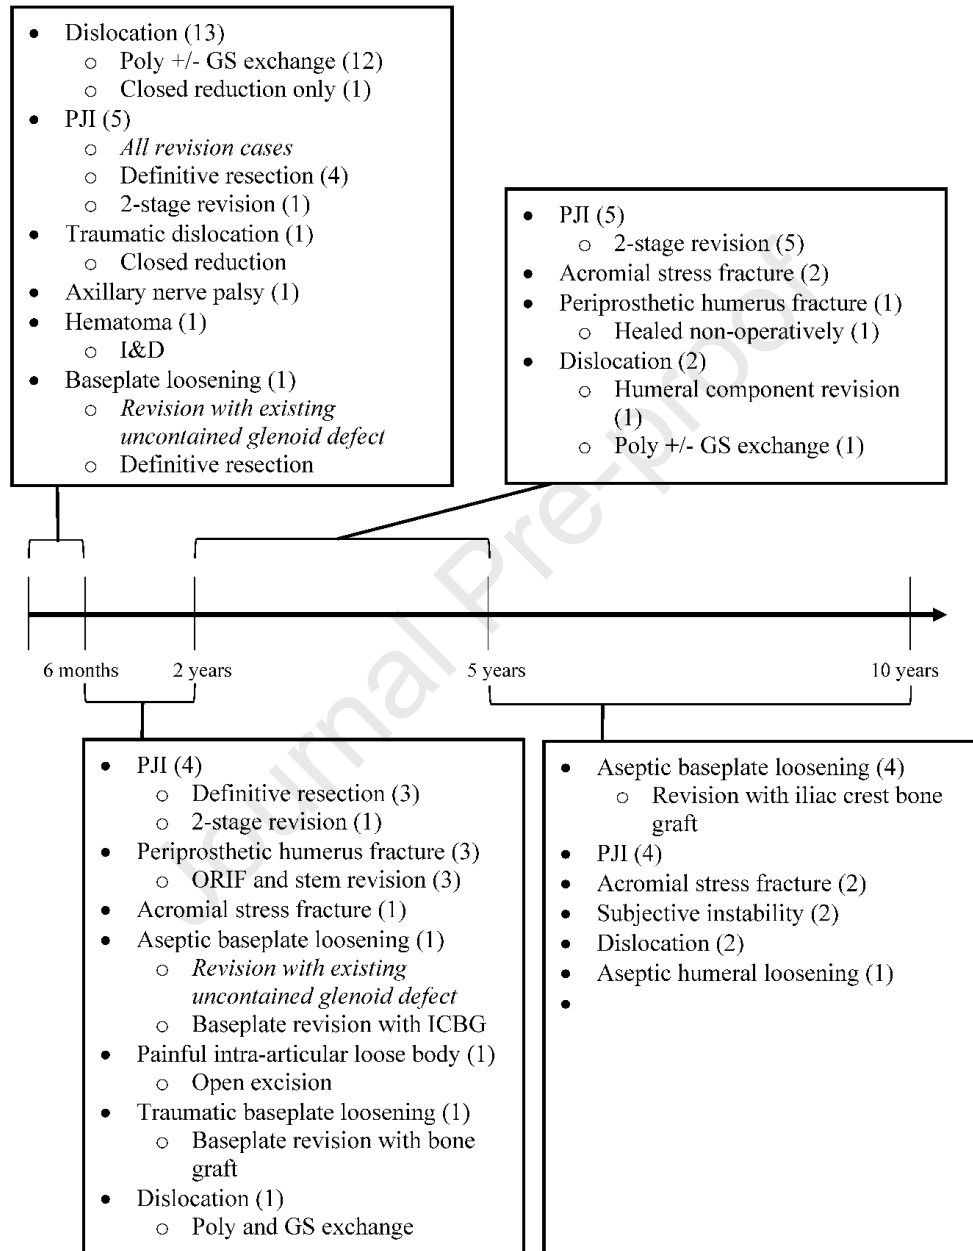 • Dislocation (13)
o Poly +/- GS exchange (12)
o Closed reduction only (1)
• PJI (5)
o All revision cases
o Definitive resection (4)
o 2-stage revision (1)
• Traumatic dislocation (1)
o Closed reduction
• Axillary nerve palsy (1)
• Hematoma (1)
o I&D
• Baseplate loosening (1)
o Revision with existing
uncontained glenoid defect
o Definitive resection
• PJI (5)
o 2-stage revision (5)
• Acromial stress fracture (2)
• Periprosthetic humerus fracture (1)
o Healed non-operatively (1)
• Dislocation (2)
o Humeral component revision
(1)
o Poly +/- GS exchange (1)
Journal Pre-proof
6 months
2 years
5 years
10 years
• PJI (4)
o Definitive resection (3)
o 2-stage revision (1)
• Periprosthetic humerus fracture (3)
o ORIF and stem revision (3)
• Acromial stress fracture (1)
• Aseptic baseplate loosening (1)
o Revision with existing
uncontained glenoid defect
o Baseplate revision with ICBG
• Painful intra-articular loose body (1)
o Open excision
• Traumatic baseplate loosening (1)
o Baseplate revision with bone
graft
• Dislocation (1)
o Poly and GS exchange
• Aseptic baseplate loosening (4)
o Revision with iliac crest bone
graft
• PJI (4)
• Acromial stress fracture (2)
• Subjective instability (2)
• Dislocation (2)
• Aseptic humeral loosening (1)
•